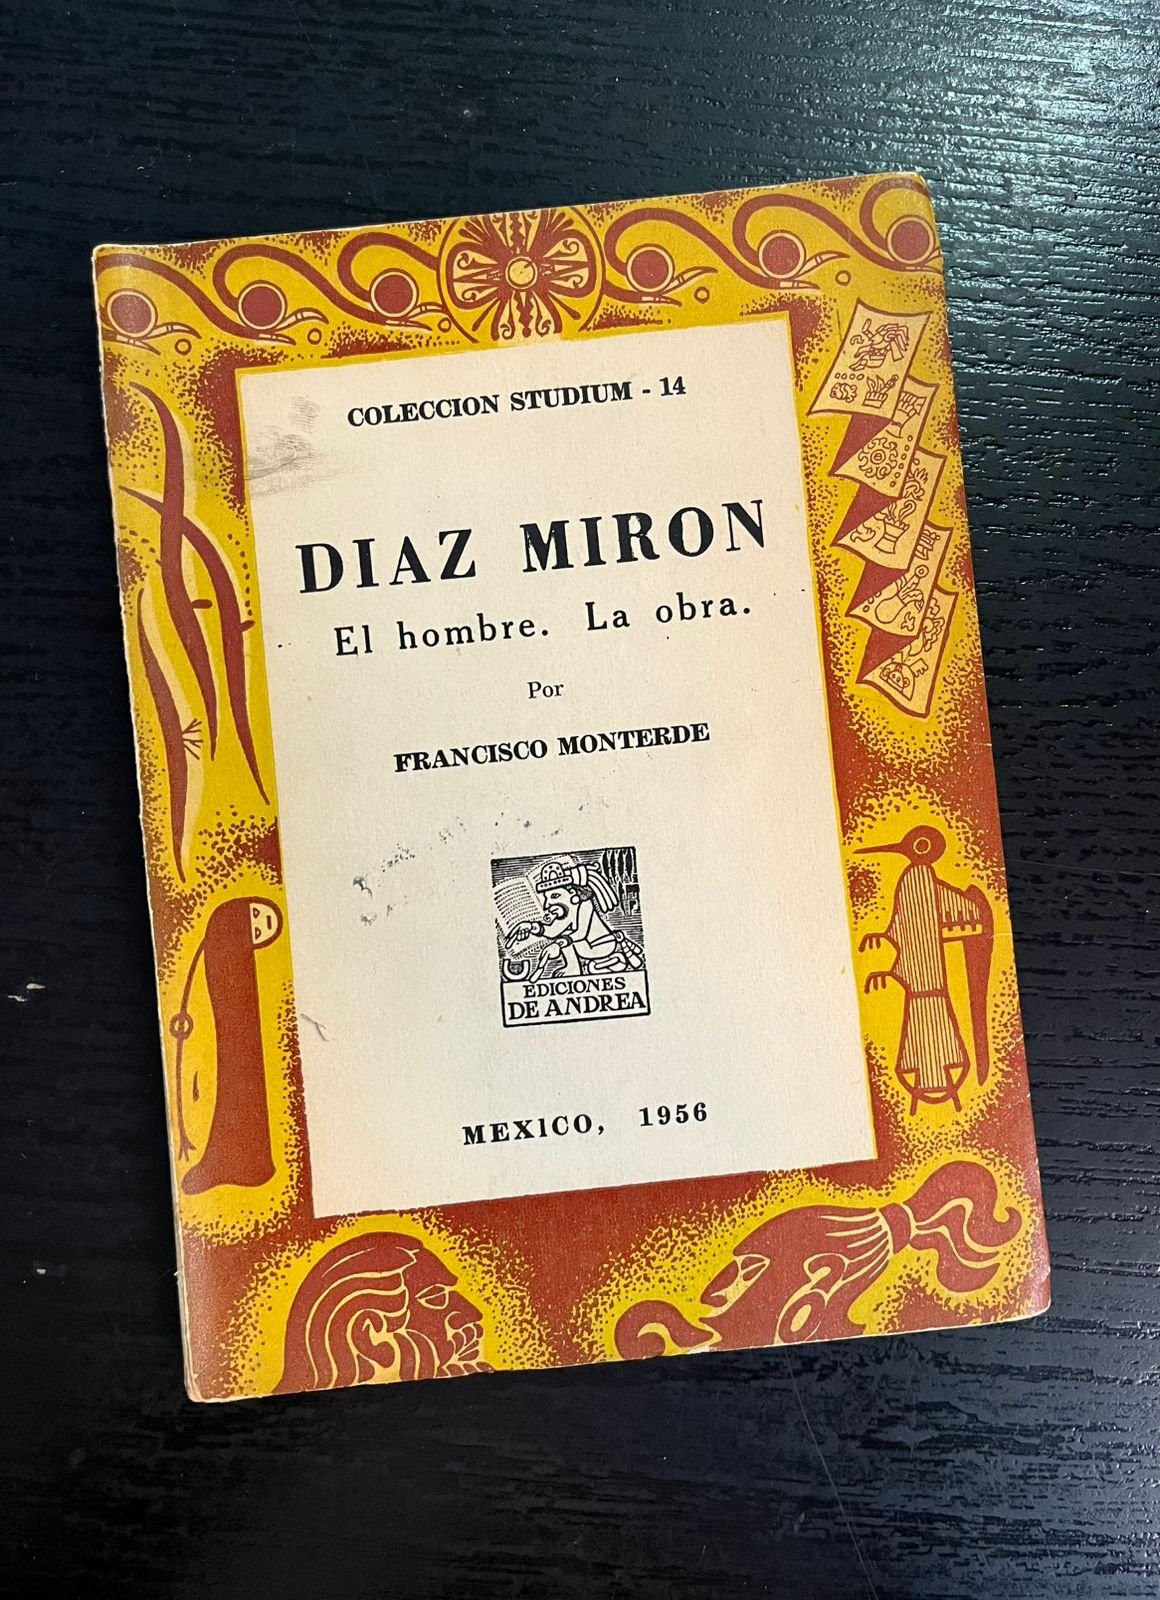 COLECCION STUDIUM - 14
DIAZ MIRON
El hombre. La obra.
Por
FRANCISCO MONTERDE
EDICIONES
DE ANDREA
MEXICO, 1956